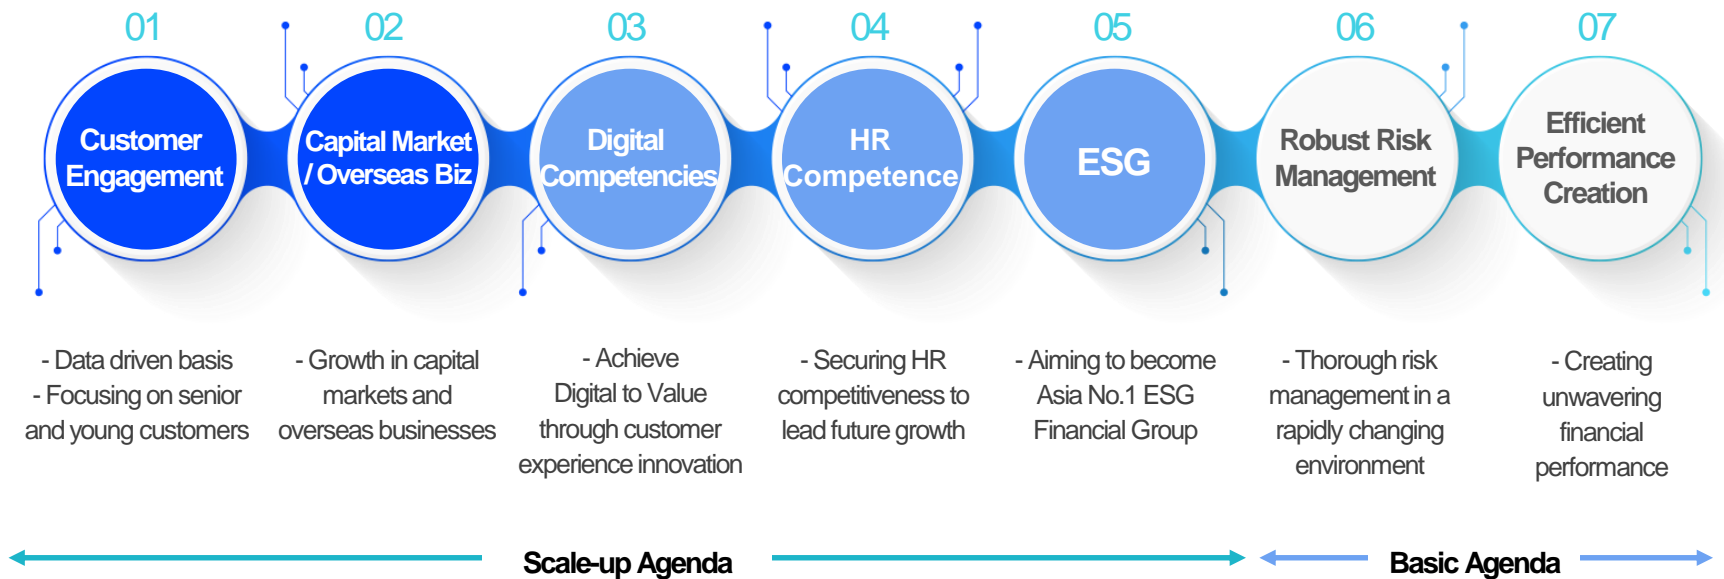 01
02
03
04
05
06
07
Customer
Engagement
Capital Market
/ Overseas Biz
Digital
Competencies
HR
Competence
ESG
Robust Risk
Management
Efficient
Performance
Creation
- Data driven basis
- Focusing on senior
and young customers
- Growth in capital
markets and
overseas businesses
- Achieve
Digital to Value
through customer
experience innovation
- Securing HR
competitiveness to
lead future growth
- Aiming to become
Asia No.1 ESG
Financial Group
- Thorough risk
management in a
rapidly changing
environment
- Creating
unwavering
financial
performance
Scale-up Agenda
Basic Agenda